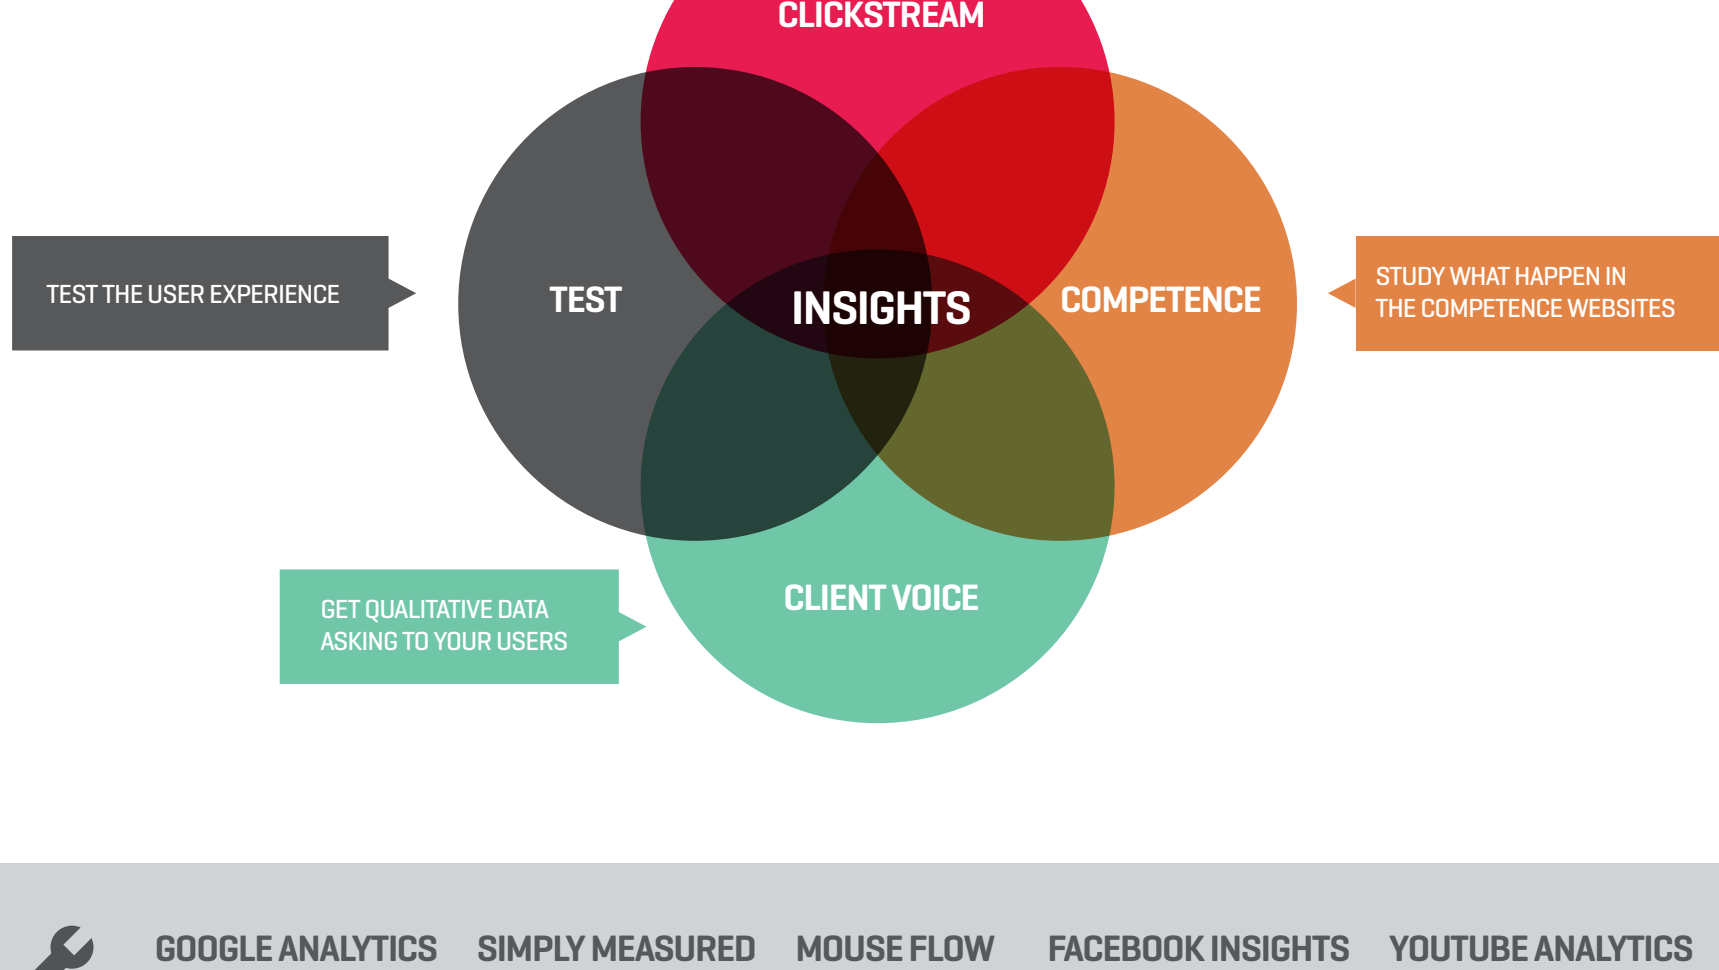 CLICKSTREAM
TEST THE USER EXPERIENCE
TEST
INSIGHTS
COMPETENCE
STUDY WHAT HAPPEN IN
THE COMPETENCE WEBSITES
GET QUALITATIVE DATA
ASKING TO YOUR USERS
CLIENT VOICE
GOOGLE ANALYTICS SIMPLY MEASURED MOUSE FLOW FACEBOOK INSIGHTS YOUTUBE ANALYTICS